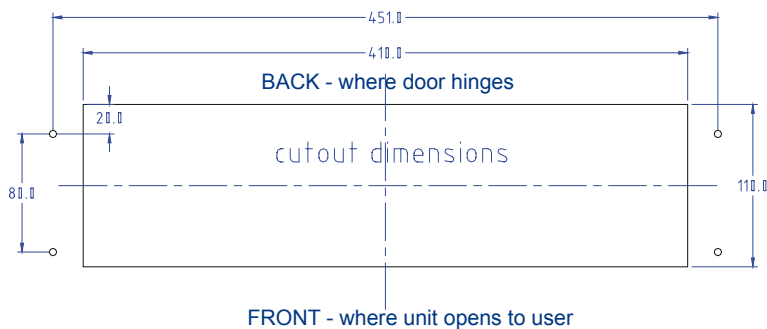 451.0
410.0
BACK - where door hinges
20.0
cutout dimensions
80.0
110.0
FRONT - where unit opens to user